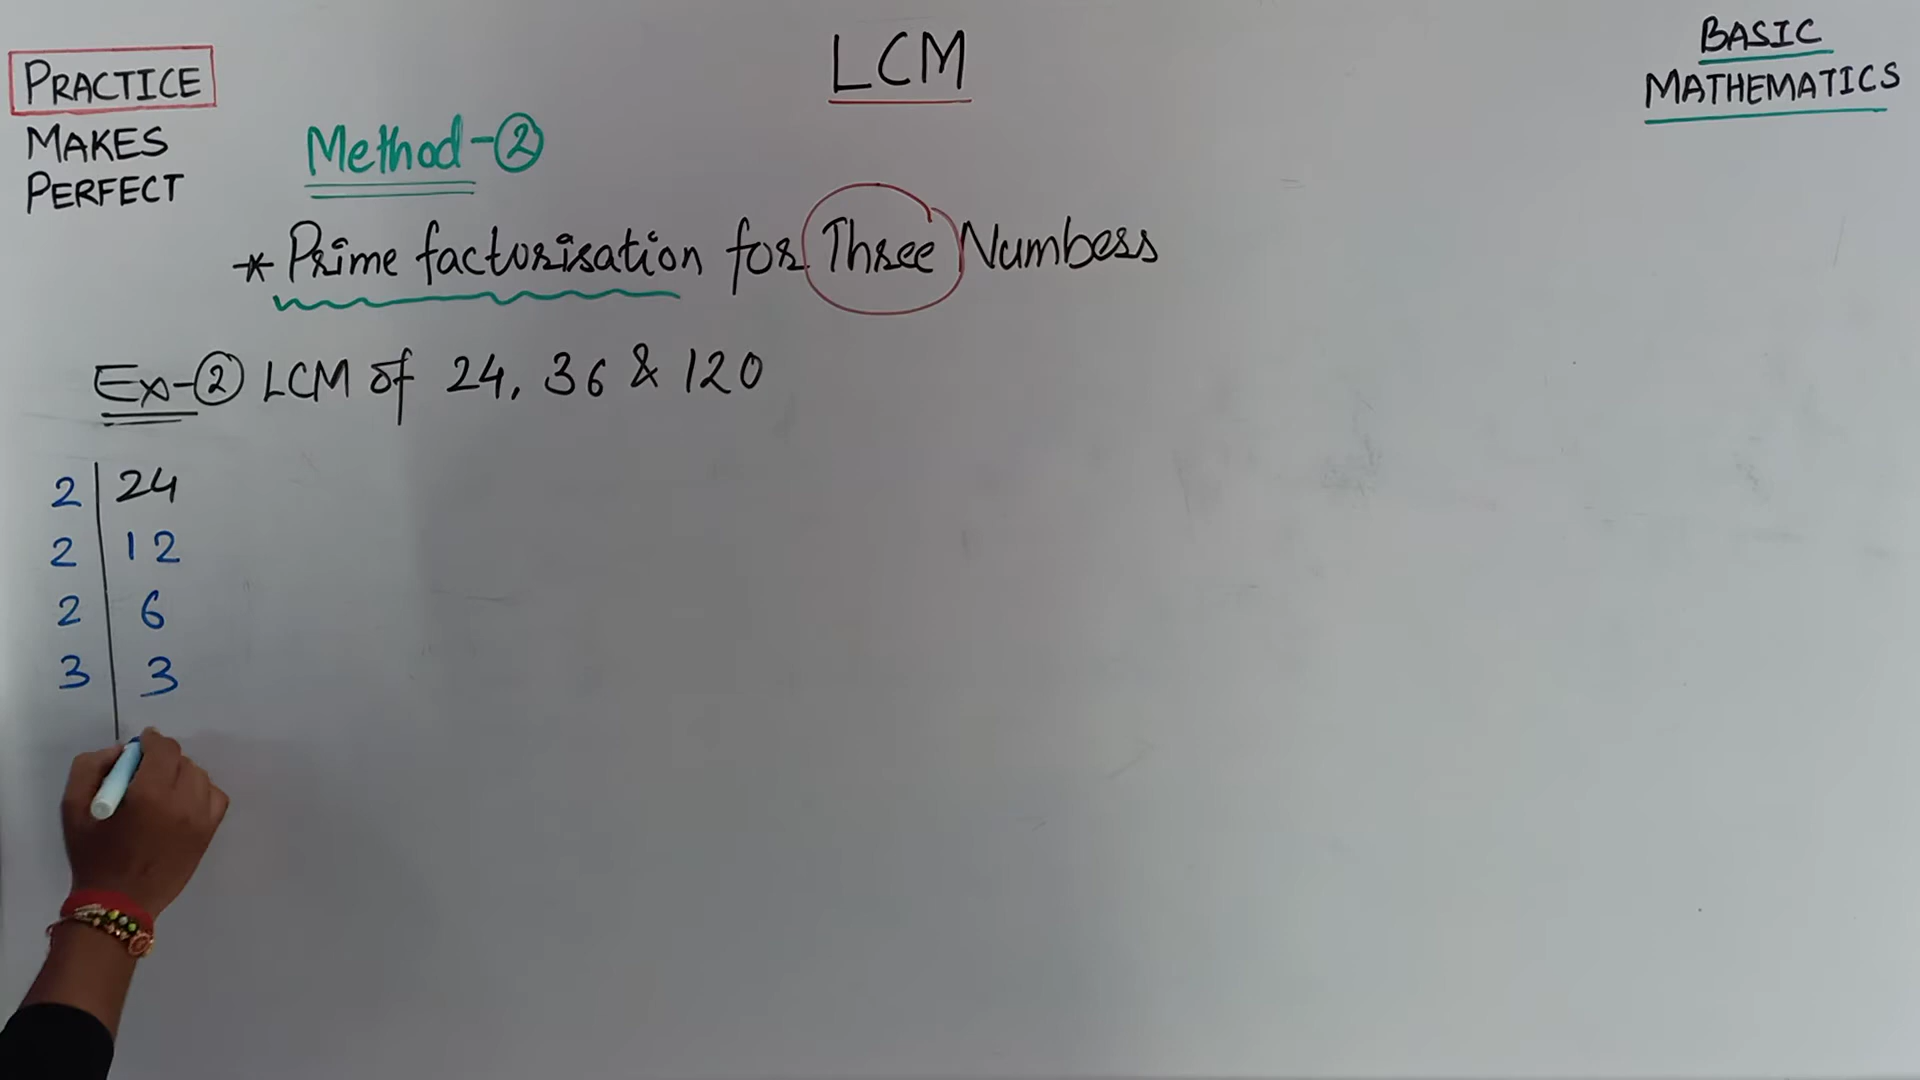 LCM
BASIC
MATHEMATICS
PRACTICE
MAKES
PERFECT
Method-②
* Prime factorisation for Three Numbers
Ex-② LCM of 24, 36 & 120
2 | 24
2 | 12
2 | 6
3 | 3